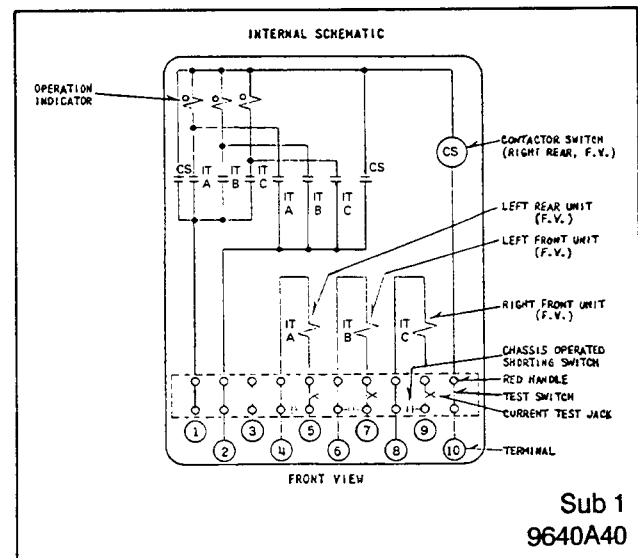 INTERNAL SCHEMATIC
OPERATION
INDICATOR
CS
CONTACTOR SWITCH
(RIGHT REAR, F.V.)
CS
IT
A
IT
B
IT
C
IT
A
IT
B
IT
C
CS
LEFT REAR UNIT
(F.V.)
LEFT FRONT UNIT
(F.V.)
IT
A
IT
B
IT
C
RIGHT FRONT UNIT
(F.V.)
CHASSIS OPERATED
SHORTING SWITCH
RED HANDLE
TEST SWITCH
CURRENT TEST JACK
1
2
3
4
5
6
7
8
9
10
TERMINAL
FRONT VIEW
Sub 1
9640A40